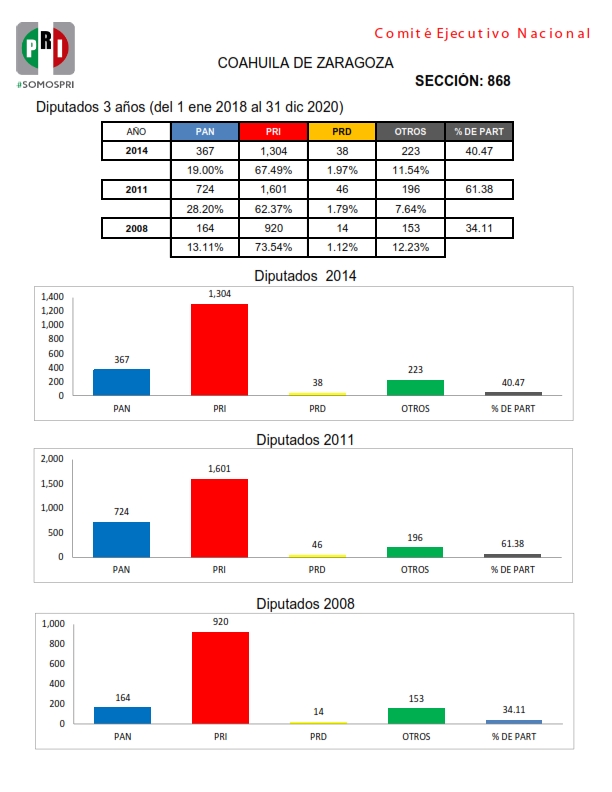 Comité Ejecutivo Nacional
PRI
#SOMOSPRI
COAHUILA DE ZARAGOZA
SECCIÓN: 868
Diputados 3 años (del 1 ene 2018 al 31 dic 2020)
AÑO PAN PRI PRD OTROS % DE PART
2014 367 1,304 38 223 40.47
19.00% 67.49% 1.97% 11.54%
2011 724 1,601 46 196 61.38
28.20% 62.37% 1.79% 7.64%
2008 164 920 14 153 34.11
13.11% 73.54% 1.12% 12.23%
Diputados 2014
1,400
1,200
1,000
800
600
400
200
0
367
1,304
38
223
40.47
PAN PRI PRD OTROS % DE PART
Diputados 2011
2,000
1,500
1,000
500
0
724
1,601
46
196
61.38
PAN PRI PRD OTROS % DE PART
Diputados 2008
1,000
800
600
400
200
0
164
920
14
153
34.11
PAN PRI PRD OTROS % DE PART